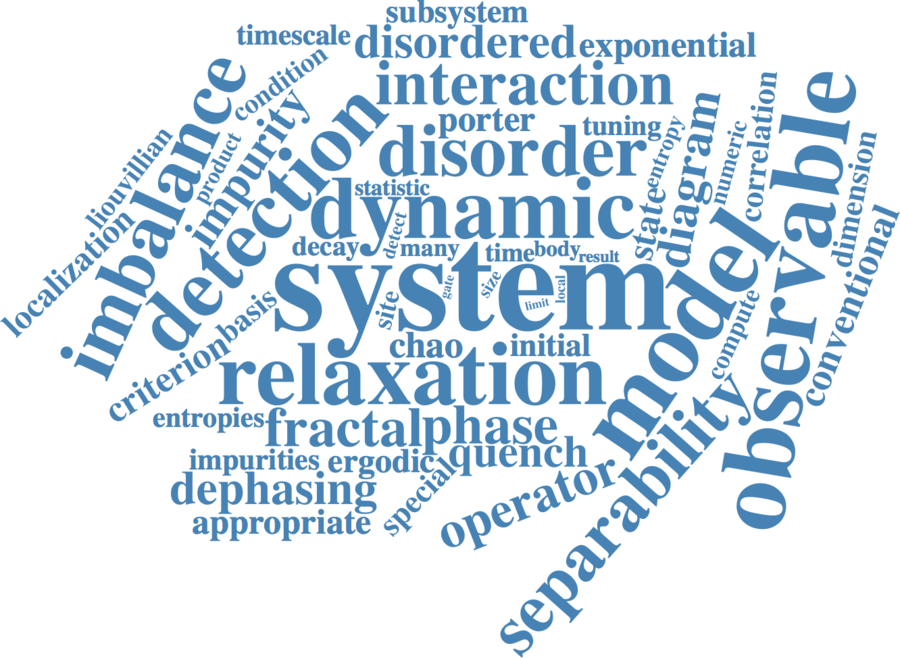 subsystem
timescale
disordered
exponential
condition
interaction
imbalance
impurity
detection
porter
tuning
entropy
diagram
numeric
correlation
observable
liouvillian
product
disorder
statistic
state
dimension
localization
dynamic
detect
decay
many
time
body
result
model
conventional
system
gate
size
site
limit
local
compute
criterion
basis
chao
initial
relaxation
separability
entropies
fractal
phase
impurities
ergodic
quench
special
operator
dephasing
appropriate